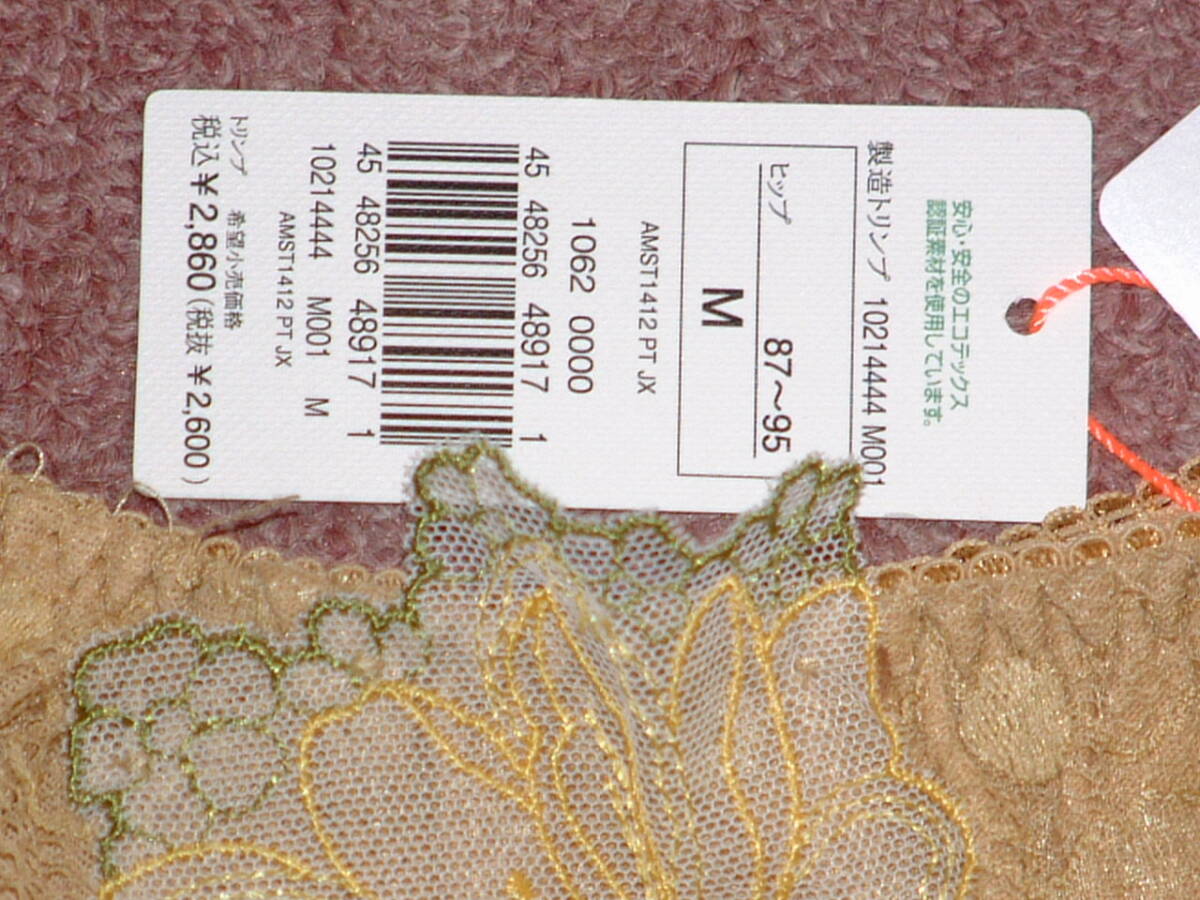 安心・安全のエコテックス
認証素材を使用しています。
製造トリンプ 10214444 M001
ヒップ 87〜95
M
AMST1412 PT JX
1062 0000
45 48256 48917 1
45 48256 48917 1
10214444 M001 M
AMST1412 PT JX
トリンプ 希望小売価格
税込¥2,860(税抜¥2,600)